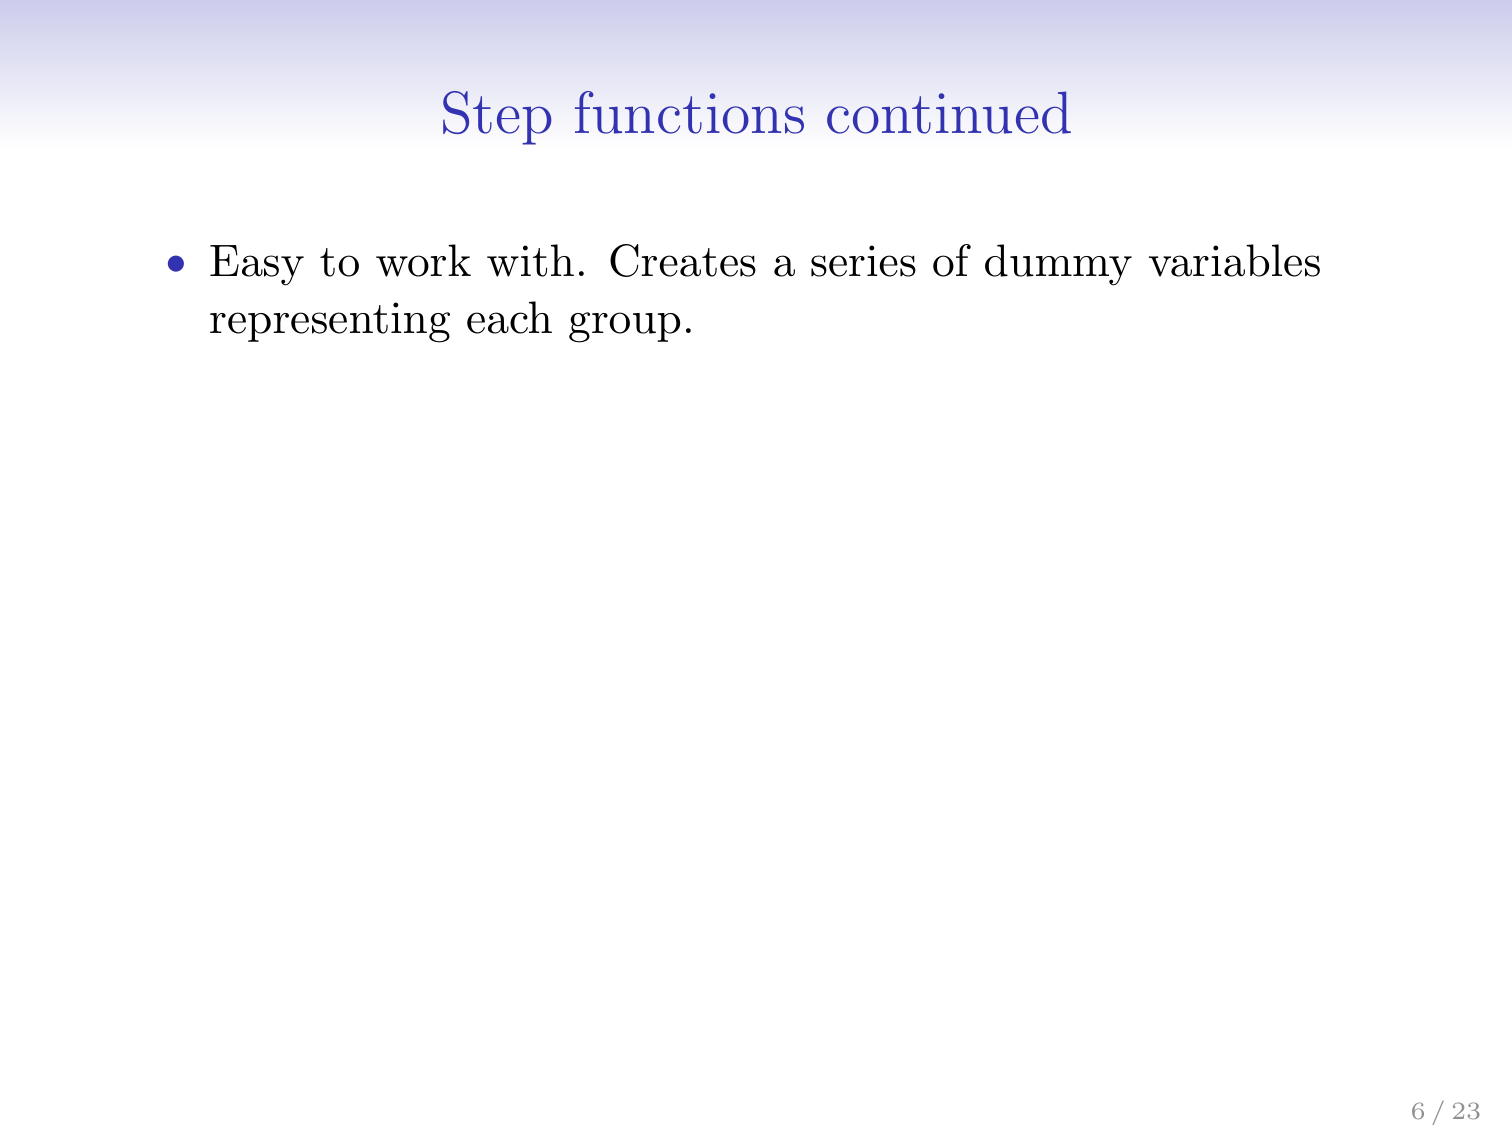 Step functions continued
• Easy to work with. Creates a series of dummy variables
representing each group.
6 / 23